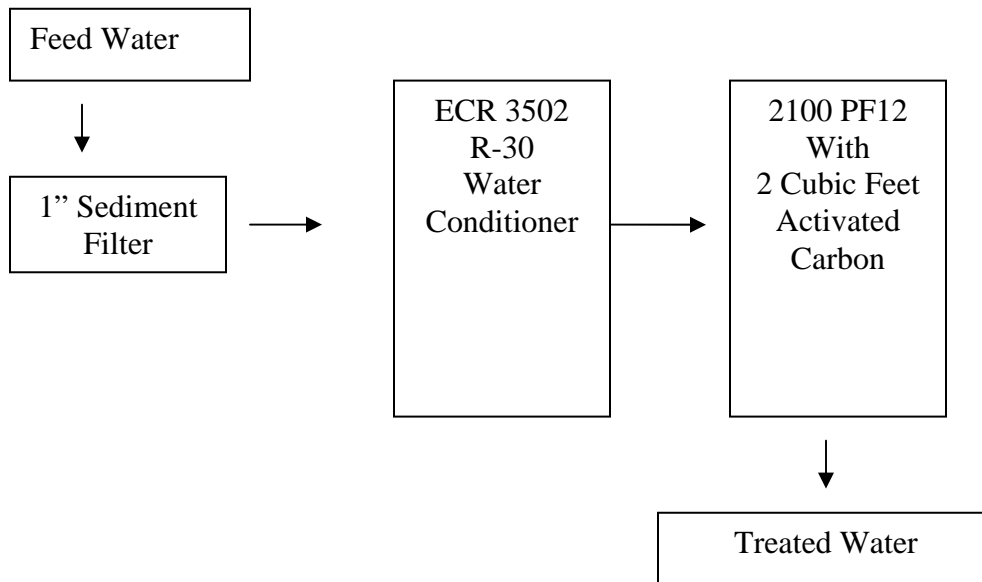 Feed Water
1” Sediment
Filter
ECR 3502
R-30
Water
Conditioner
2100 PF12
With
2 Cubic Feet
Activated
Carbon
Treated Water